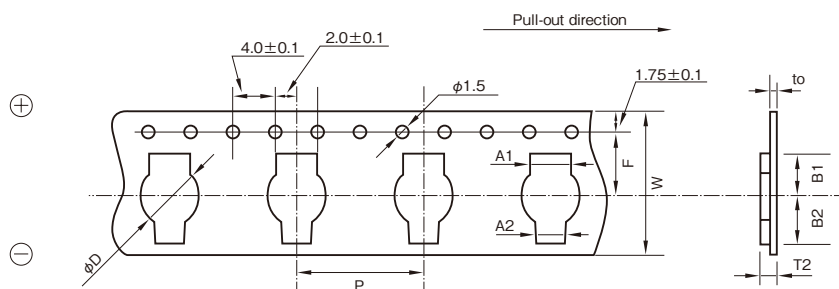 Pull-out direction
2.0±0.1
4.0±0.1
1.75±0.1
to
φ1.5
+
A1
F
W
B1
A2
B2
−
φD
P
T2